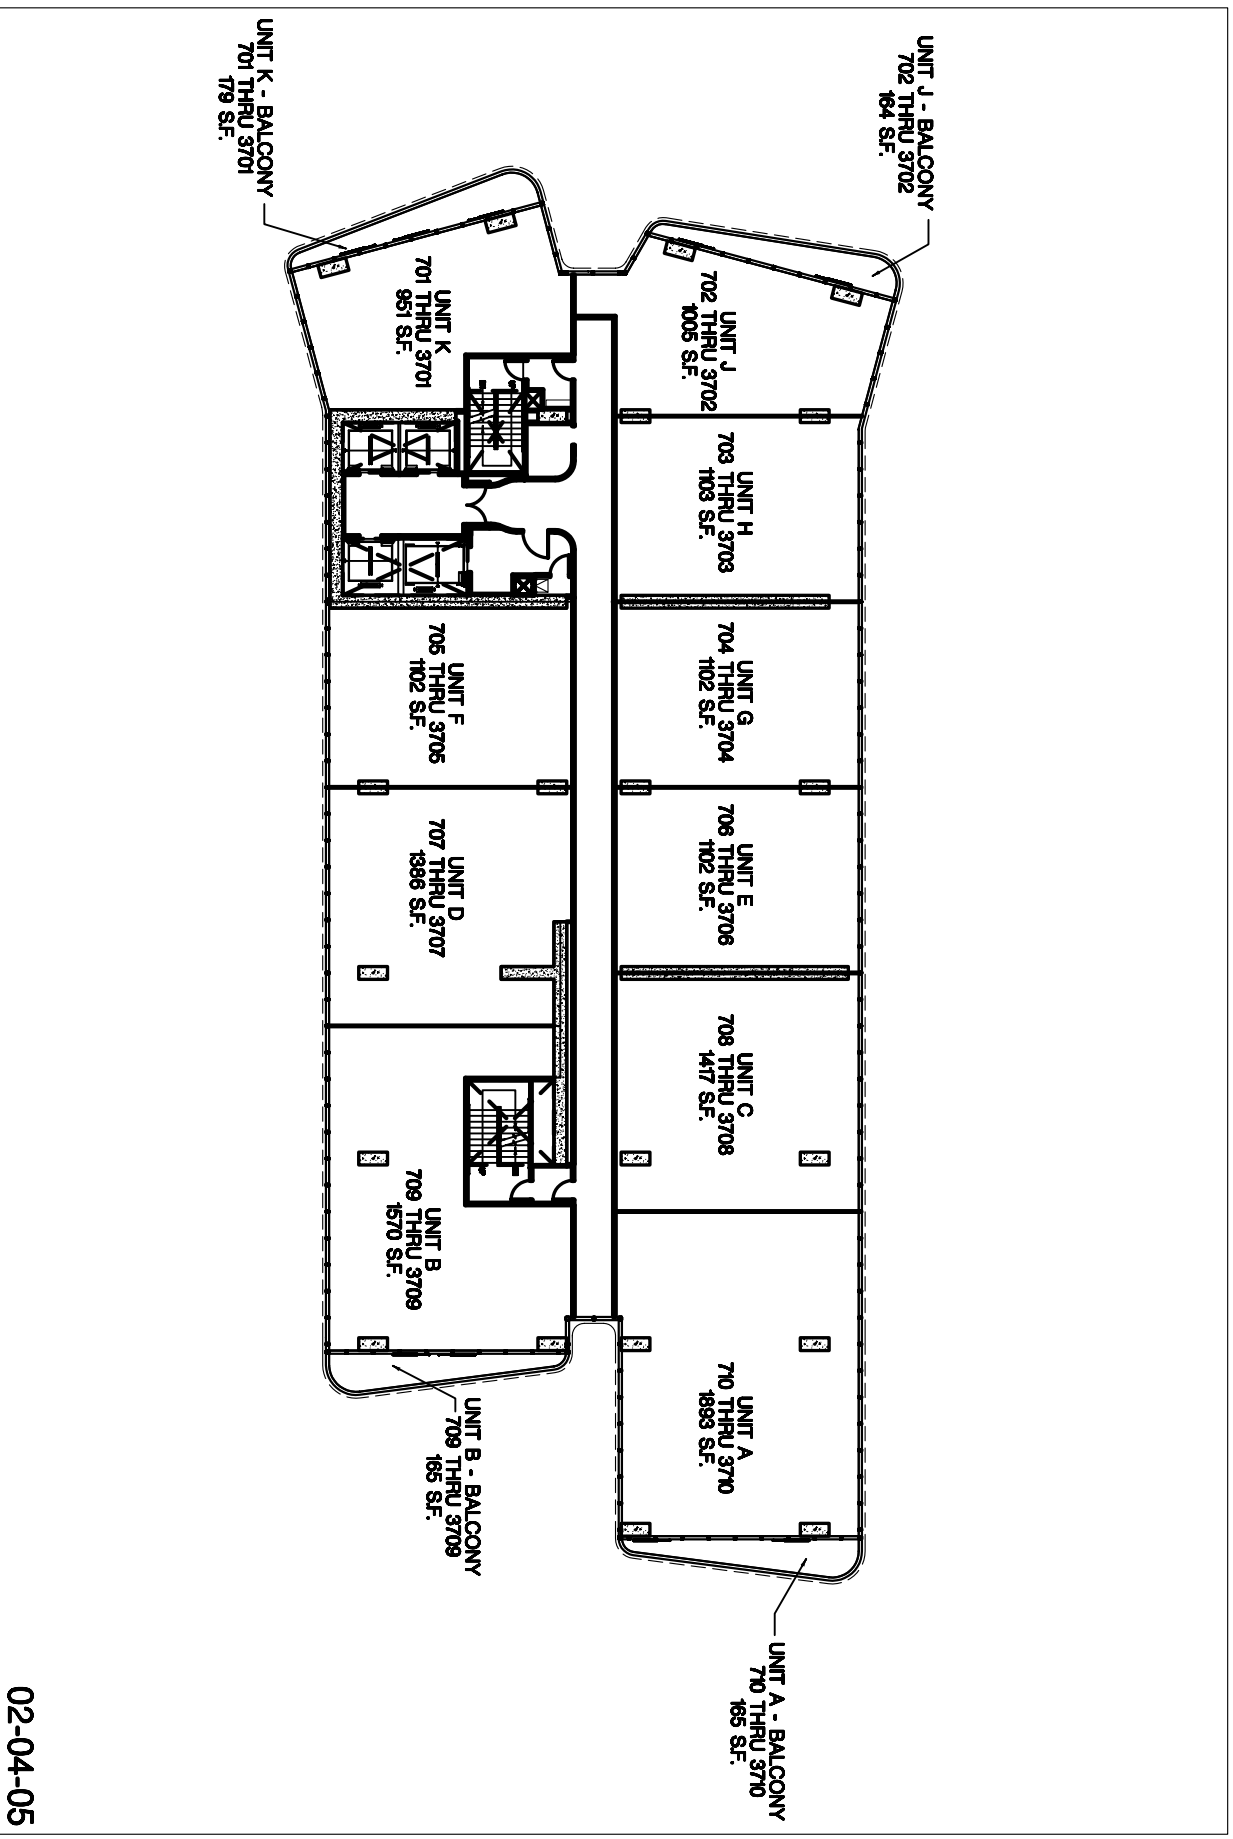 UNIT K - BALCONY
701 THRU 3701
179 S.F.
UNIT J - BALCONY
702 THRU 3702
164 S.F.
UNIT K
701 THRU 3701
951 S.F.
UNIT J
702 THRU 3702
1005 S.F.
UNIT H
703 THRU 3703
1103 S.F.
UNIT F
705 THRU 3705
1102 S.F.
UNIT G
704 THRU 3704
1102 S.F.
UNIT D
707 THRU 3707
1386 S.F.
UNIT E
706 THRU 3706
1102 S.F.
UNIT C
708 THRU 3708
1417 S.F.
UNIT B
709 THRU 3709
1570 S.F.
UNIT A
710 THRU 3710
1893 S.F.
UNIT B - BALCONY
709 THRU 3709
165 S.F.
UNIT A - BALCONY
710 THRU 3710
165 S.F.
02-04-05